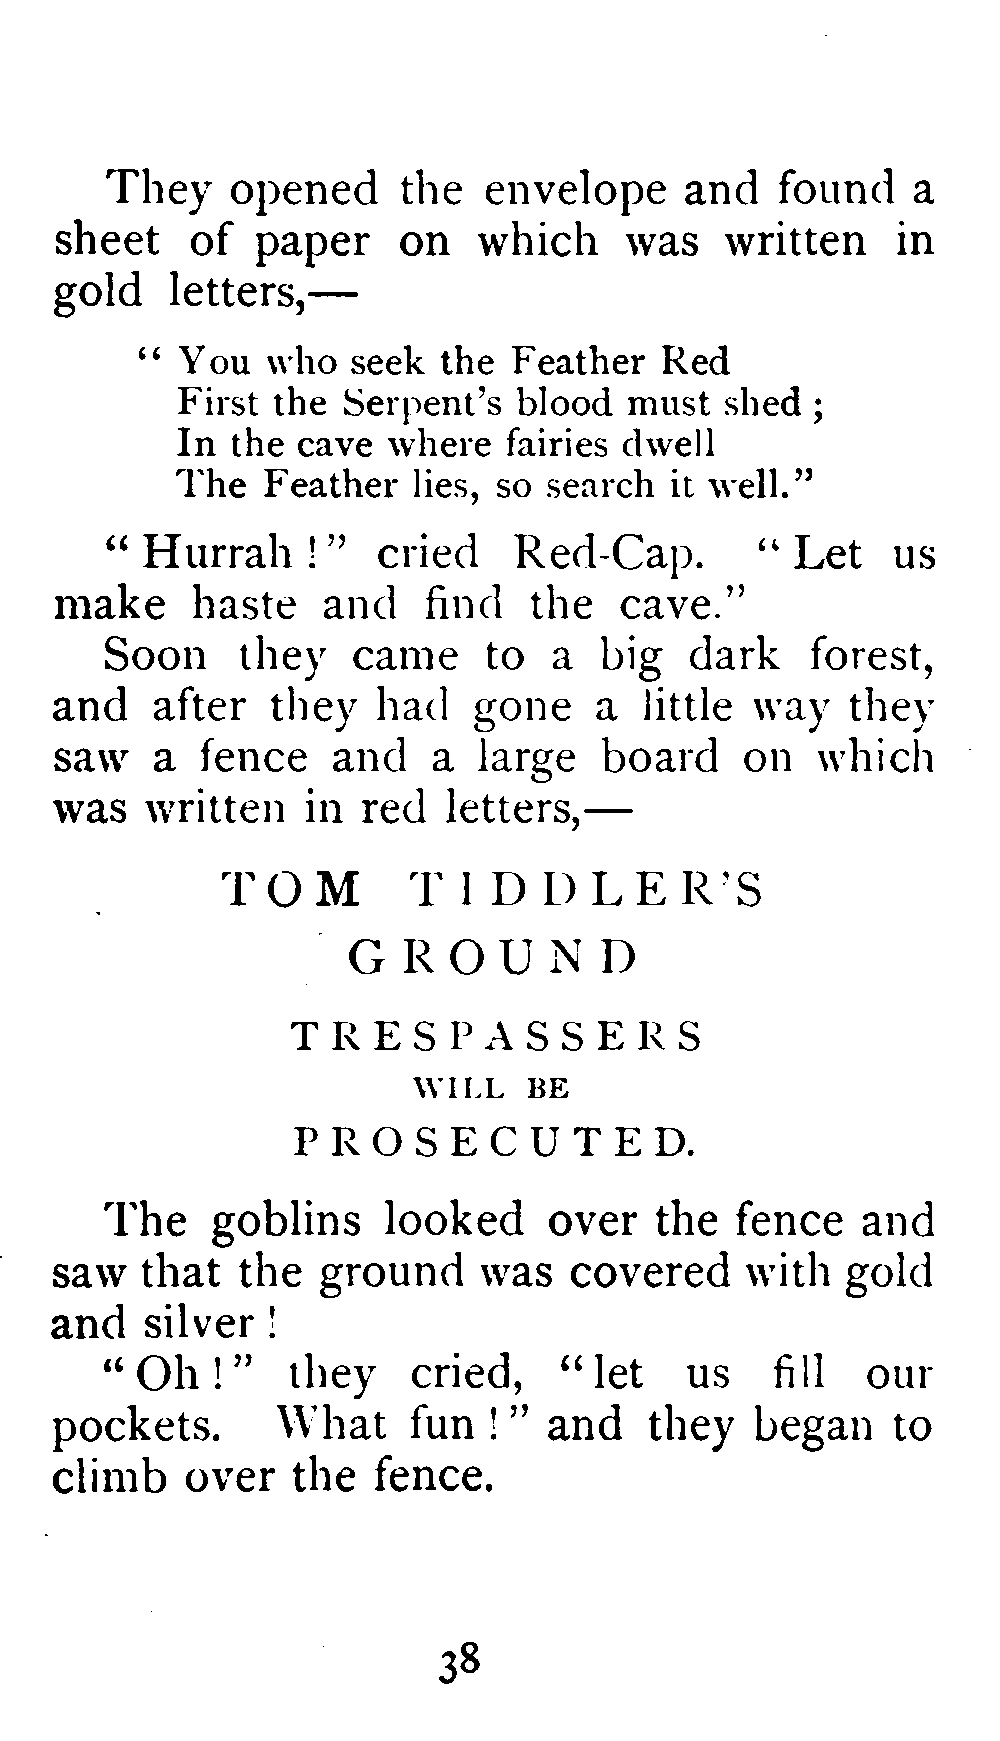 They opened the envelope and found a
sheet of paper on which was written in
gold letters,—
“ You who seek the Feather Red
First the Serpent’s blood must shed ;
In the cave where fairies dwell
The Feather lies, so search it well.”
“ Hurrah ! ” cried Red-Cap. “ Let us
make haste and find the cave.”
Soon they came to a big dark forest,
and after they had gone a little way they
saw a fence and a large board on which
was written in red letters,—
TOM TIDDLER’S
GROUND
TRESPASSERS
WILL BE
PROSECUTED.
The goblins looked over the fence and
saw that the ground was covered with gold
and silver !
“ Oh ! ” they cried, “ let us fill our
pockets. What fun ! ” and they began to
climb over the fence.
38